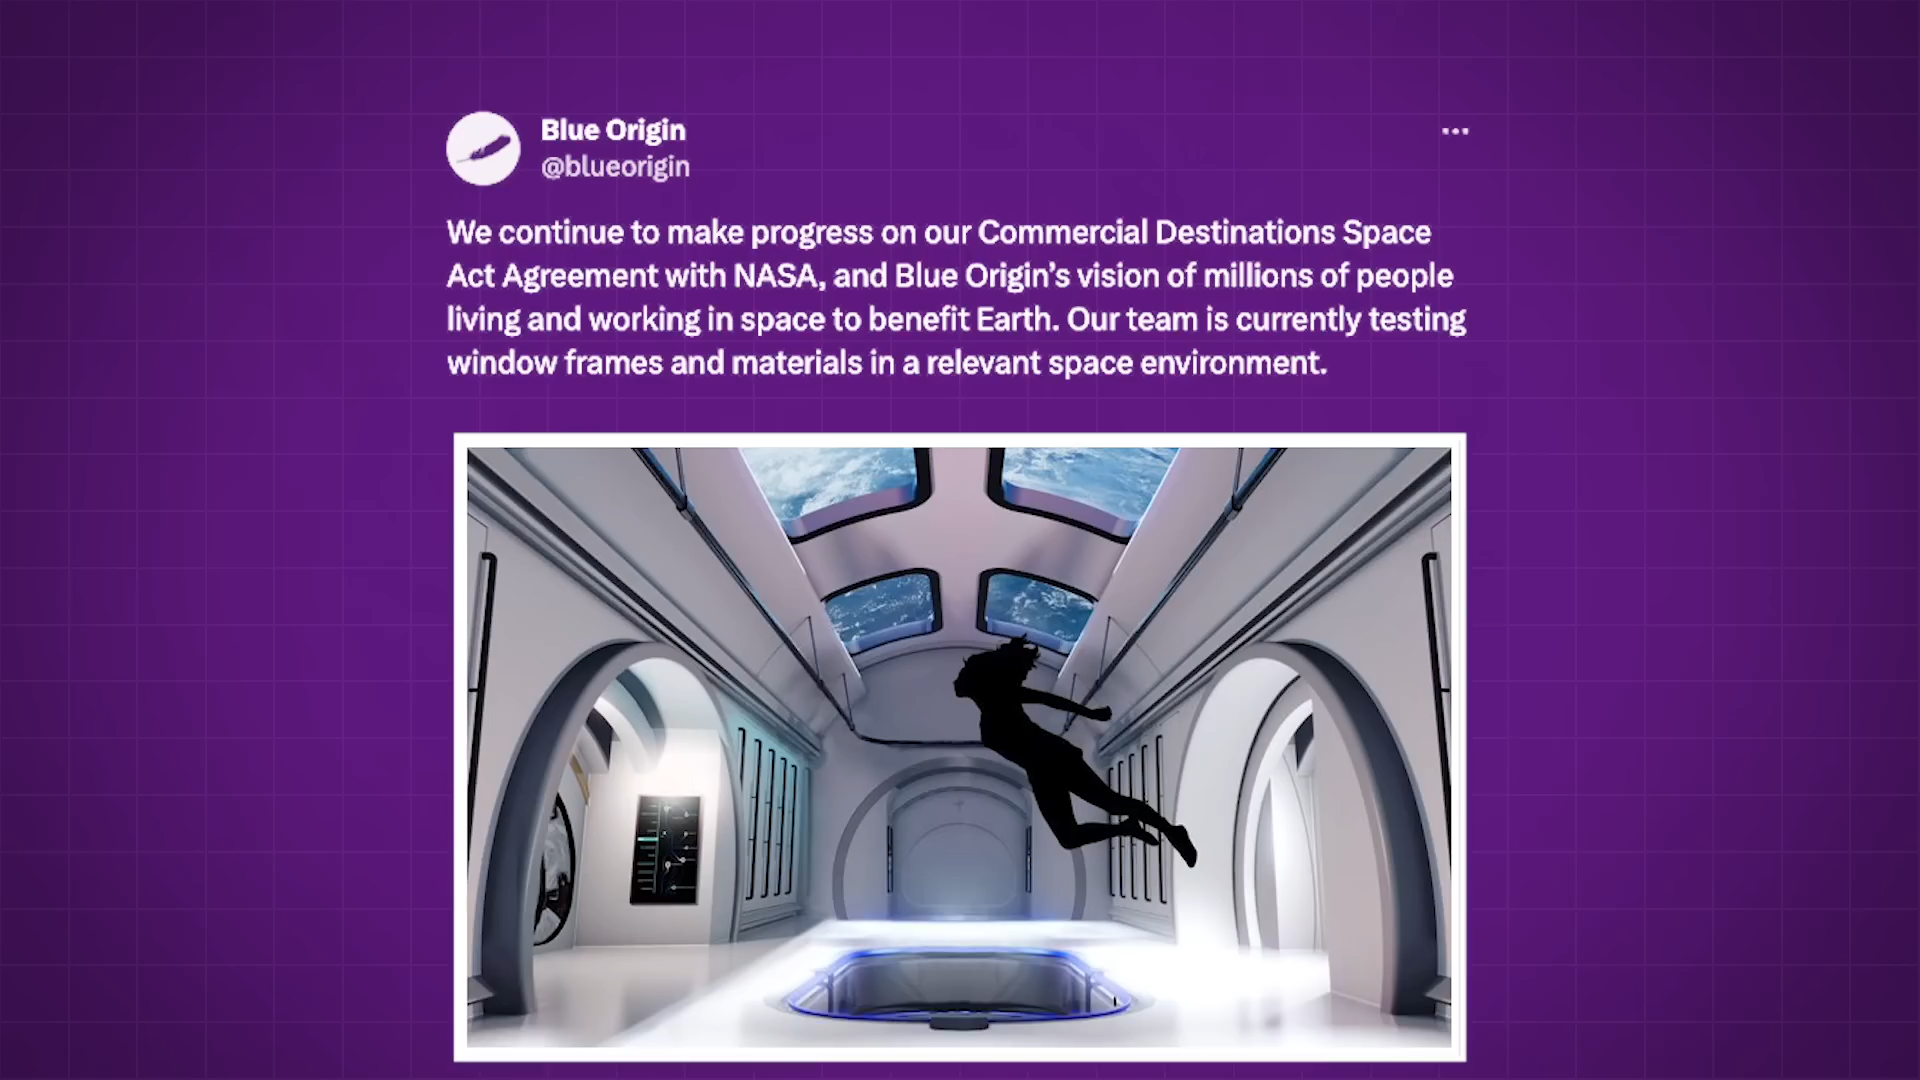 Blue Origin
@blueorigin
We continue to make progress on our Commercial Destinations Space
Act Agreement with NASA, and Blue Origin’s vision of millions of people
living and working in space to benefit Earth. Our team is currently testing
window frames and materials in a relevant space environment.